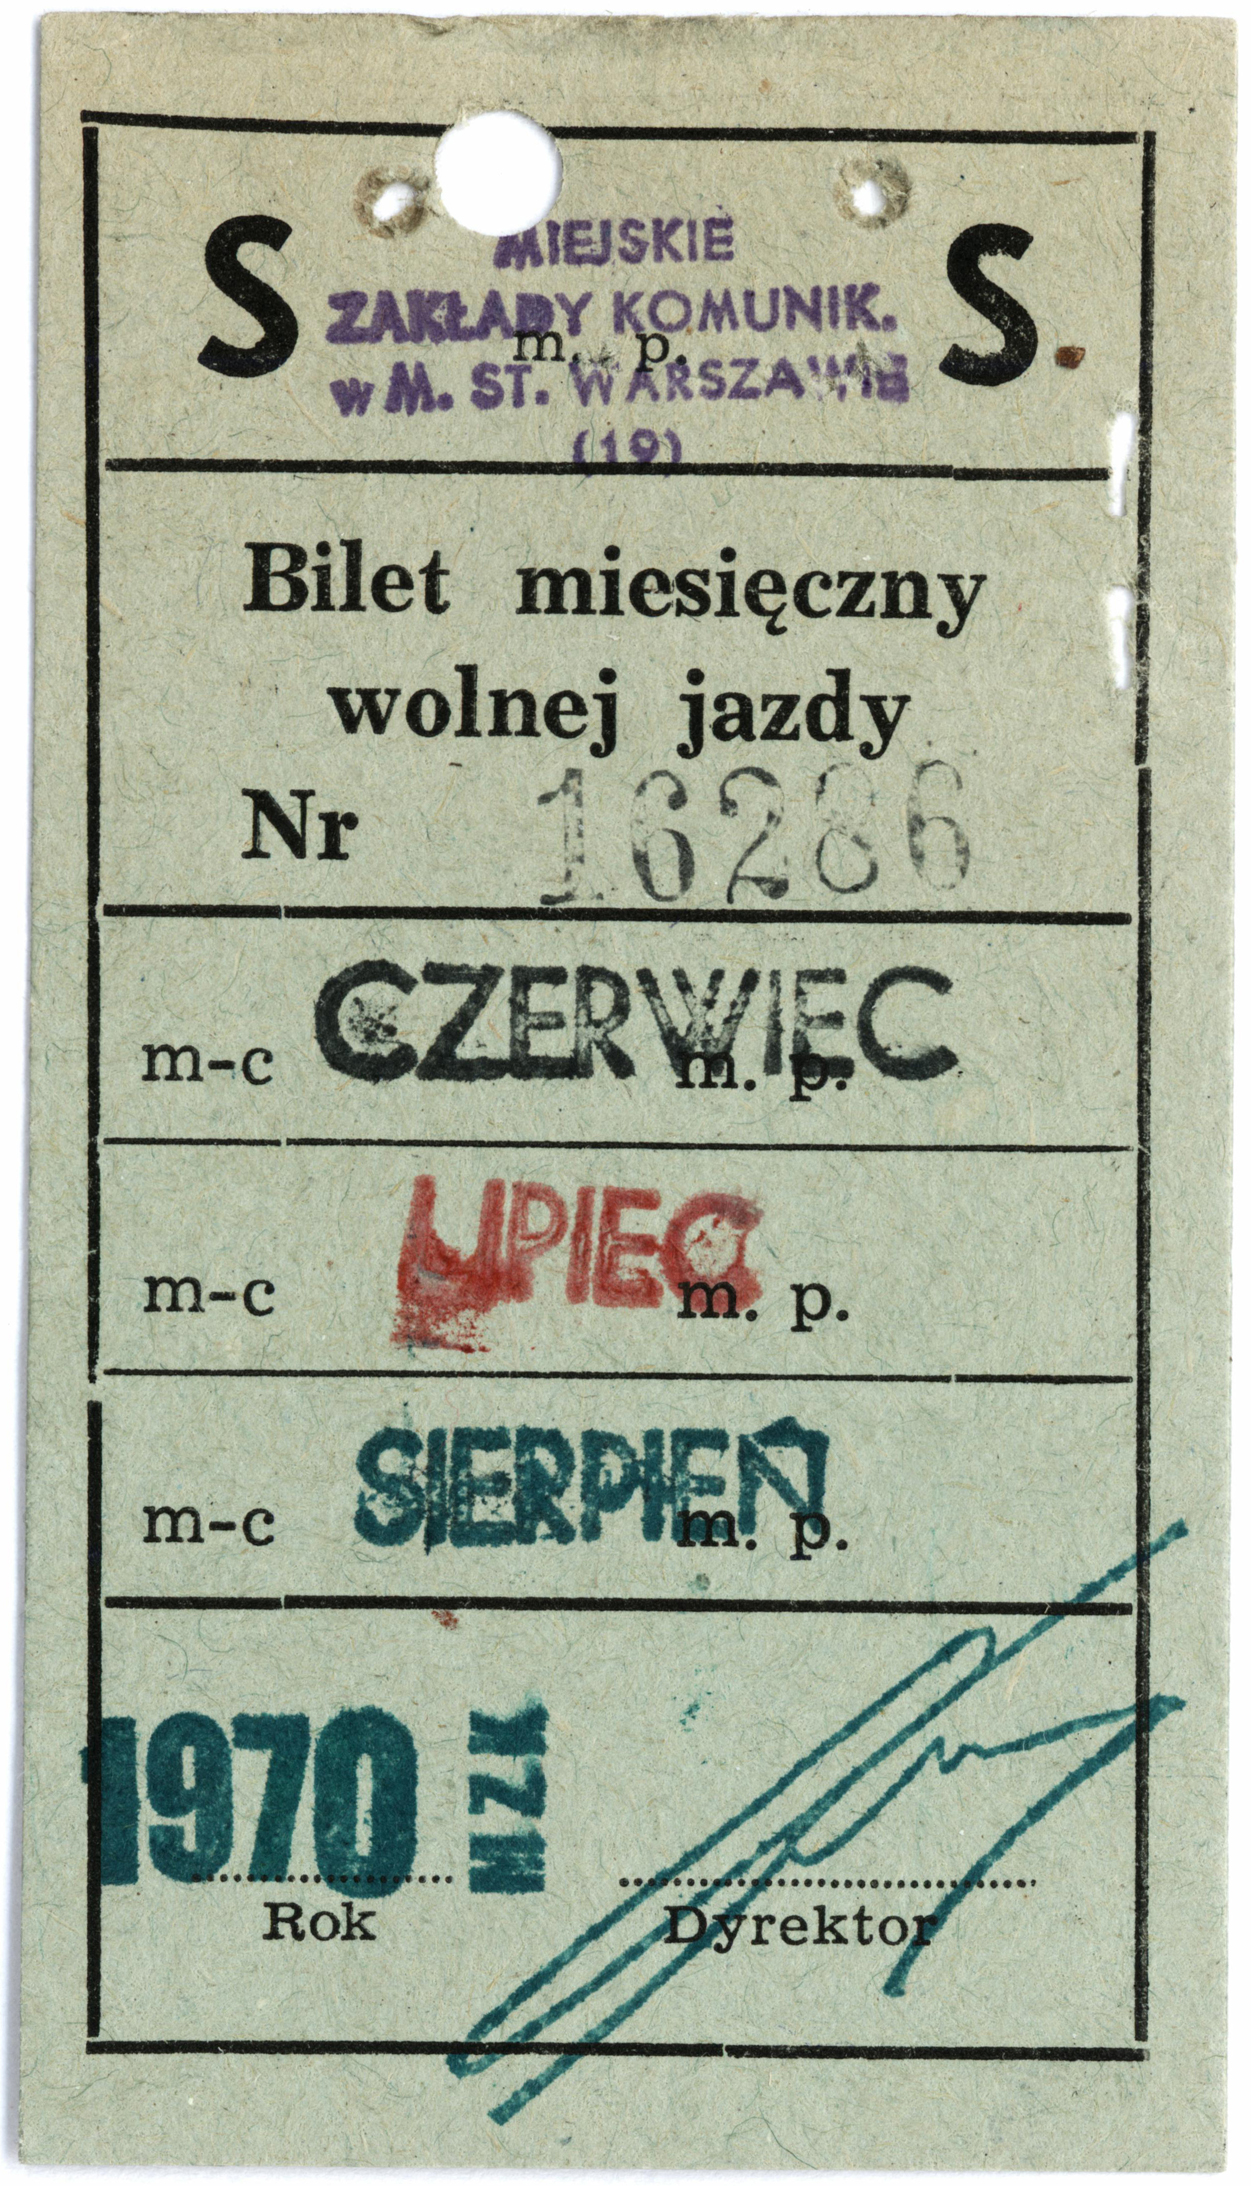 S S.
MIEJSKIE
ZAKŁADY KOMUNIK.
m. p.
w M. ST. WARSZAWIE
(19)
Bilet miesięczny
wolnej jazdy
Nr 16286
m-c CZERWIEC m. p.
m-c LIPIEC m. p.
m-c SIERPIEŃ m. p.
1970 MZK
Rok Dyrektor